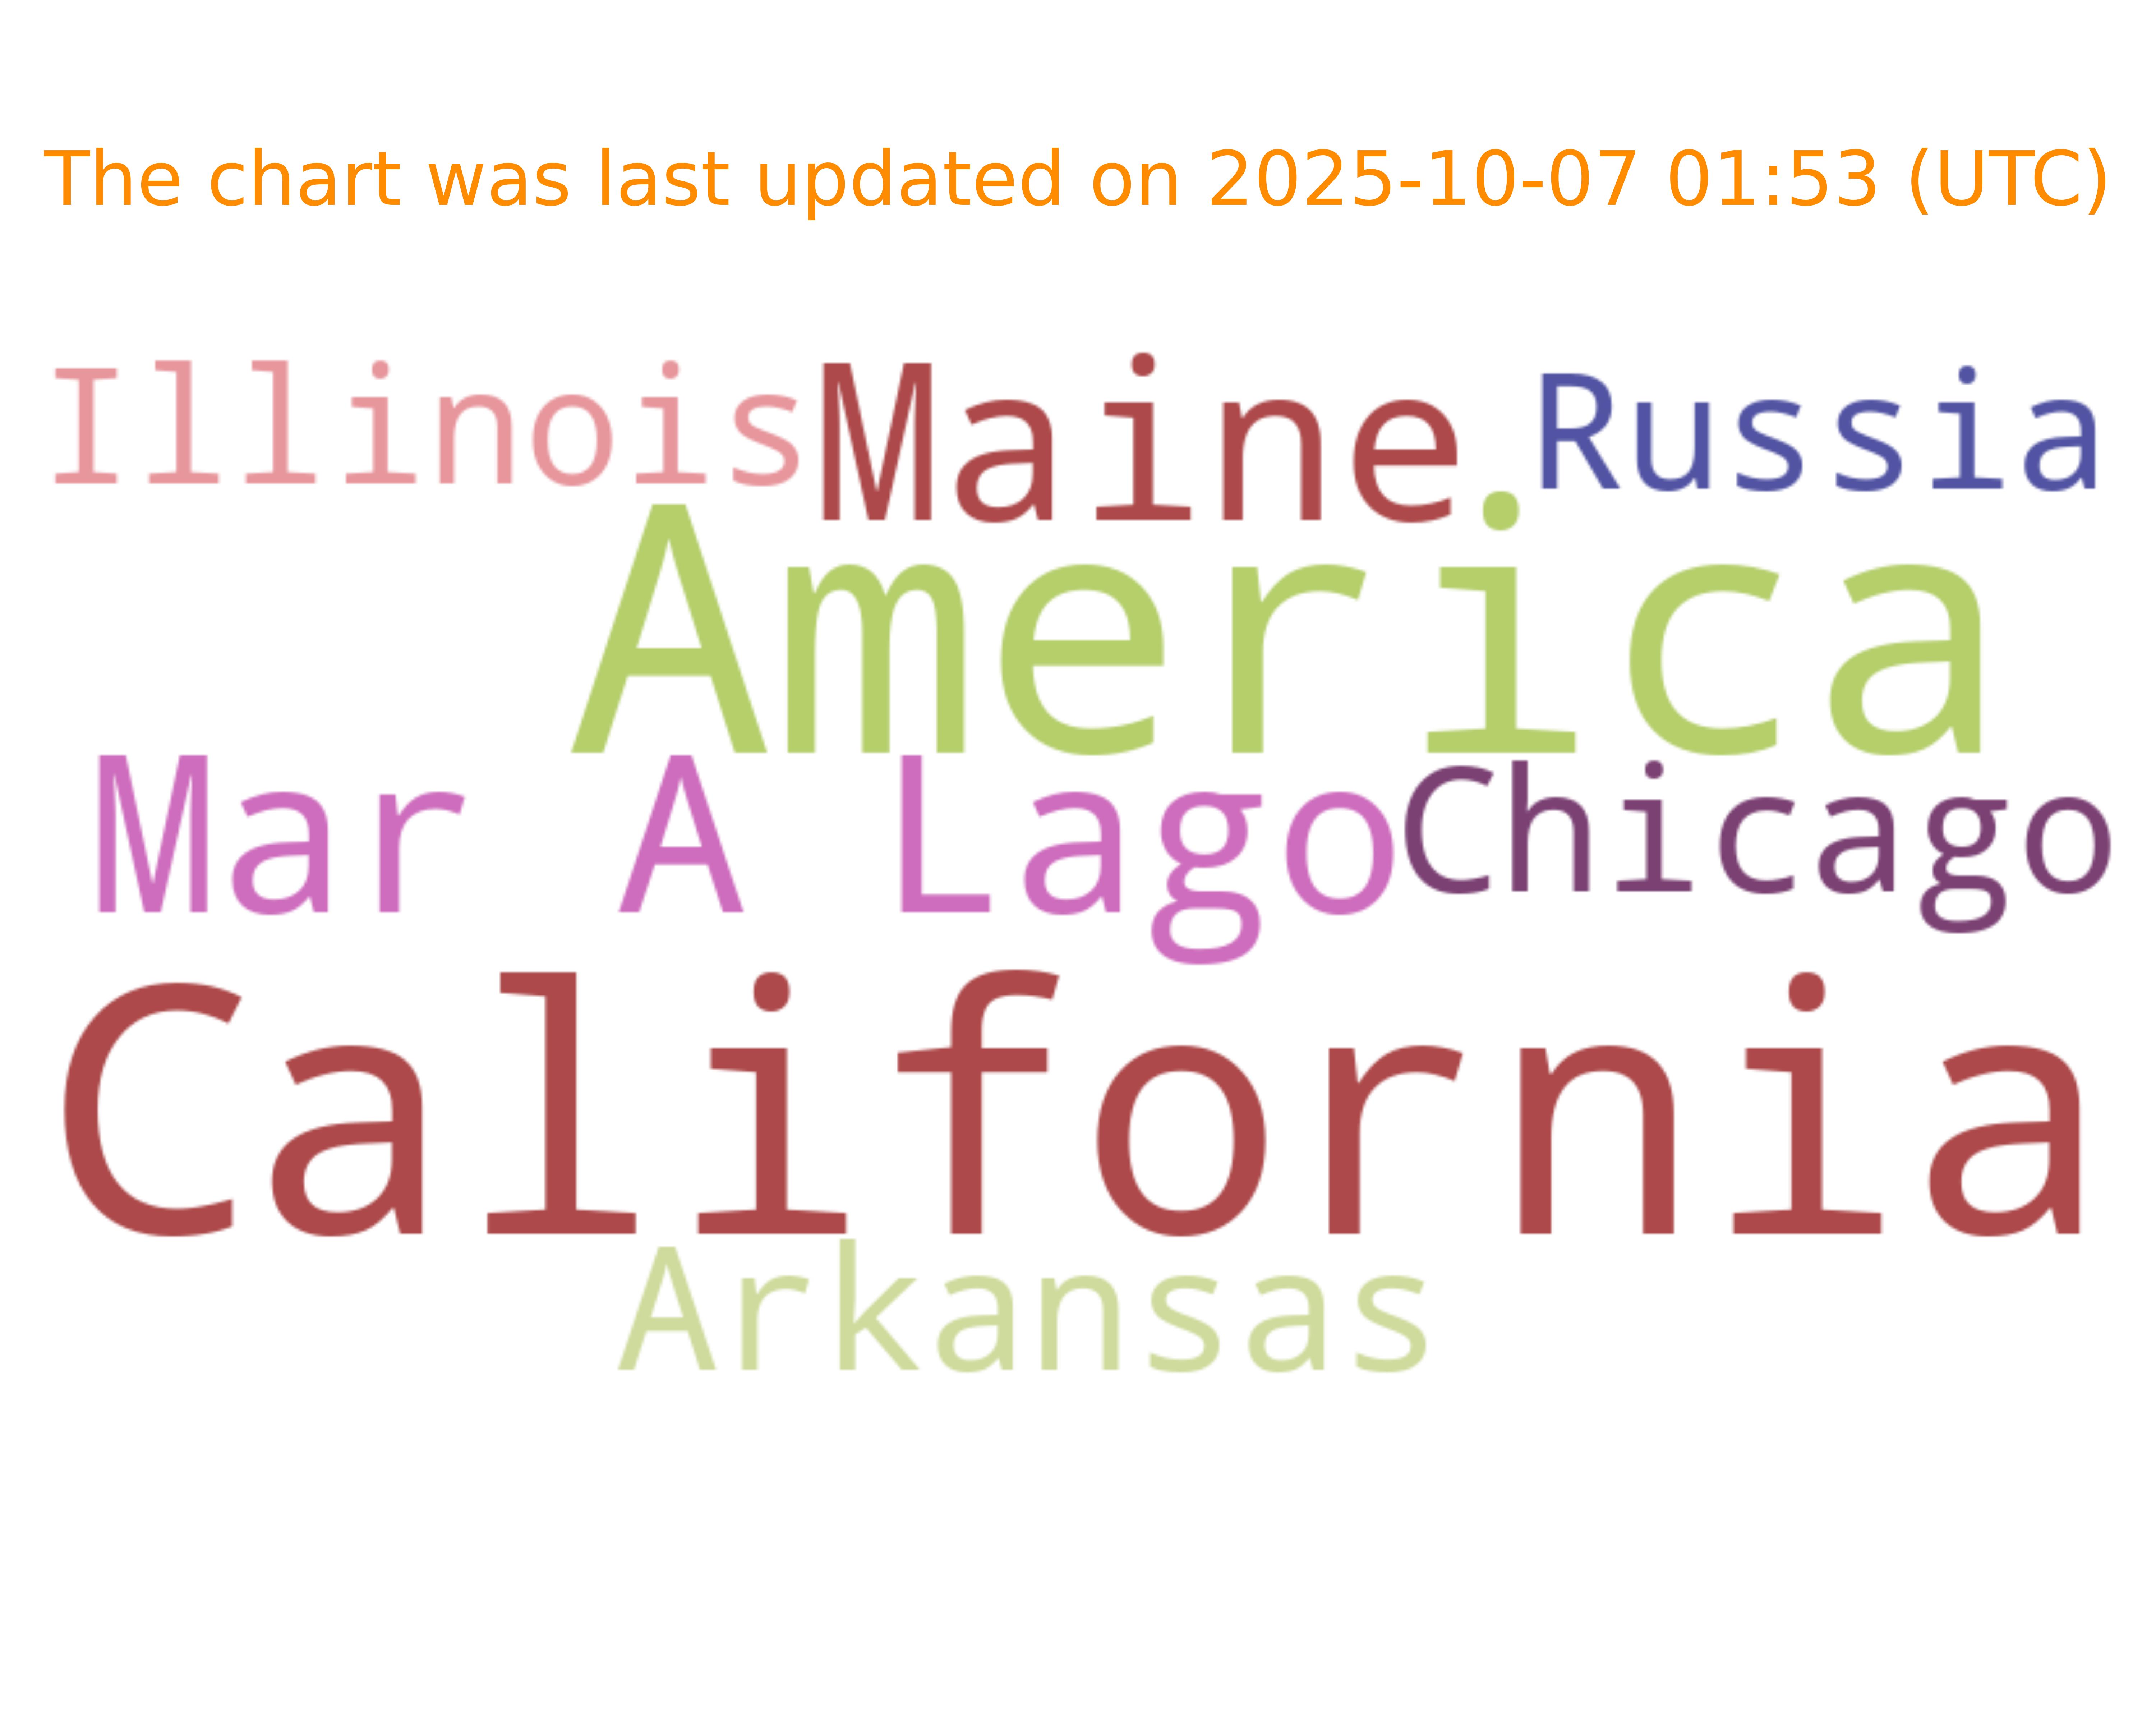 The chart was last updated on 2025-10-07 01:53 (UTC)
Illinois Maine Russia
America
Mar A Lago Chicago
California
Arkansas